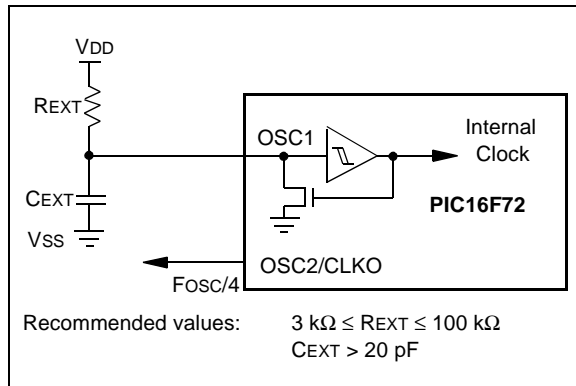 VDD
REXT
OSC1
Internal
Clock
CEXT
PIC16F72
VSS
OSC2/CLKO
FOSC/4
Recommended values: 3 kΩ ≤ REXT ≤ 100 kΩ
CEXT > 20 pF